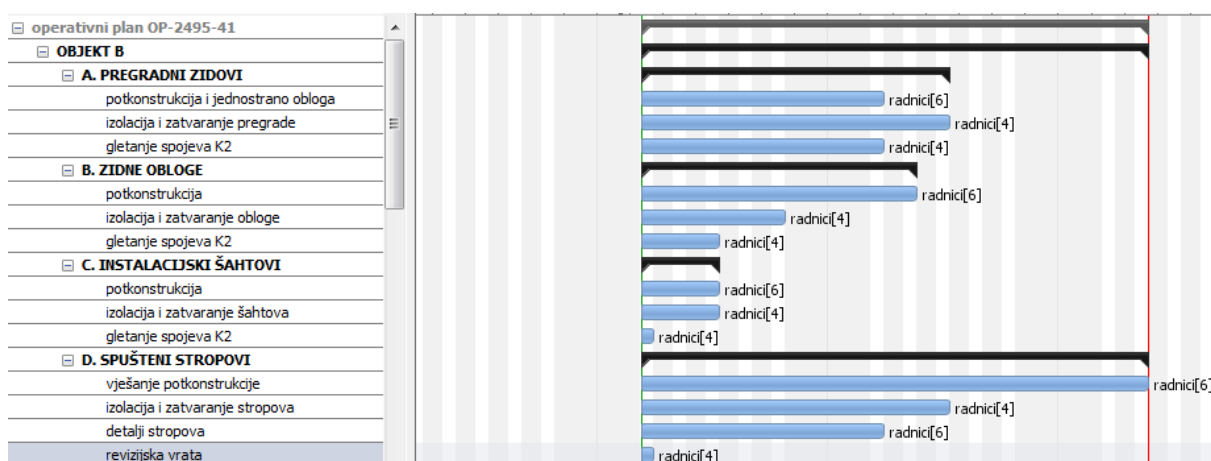 operativni plan OP-2495-41
OBJEKT B
A. PREGRADNI ZIDOVI
potkonstrukcija i jednostrano obloga radnici[6]
izolacija i zatvaranje pregrade radnici[4]
gletanje spojeva K2 radnici[4]
B. ZIDNE OBLOGE
potkonstrukcija radnici[6]
izolacija i zatvaranje obloge radnici[4]
gletanje spojeva K2 radnici[4]
C. INSTALACIJSKI ŠAHTOVI
potkonstrukcija radnici[6]
izolacija i zatvaranje šahtova radnici[4]
gletanje spojeva K2 radnici[4]
D. SPUŠTENI STROPOVI
vješanje potkonstrukcije radnici[6]
izolacija i zatvaranje stropova radnici[4]
detalji stropova radnici[6]
revizijska vrata radnici[4]